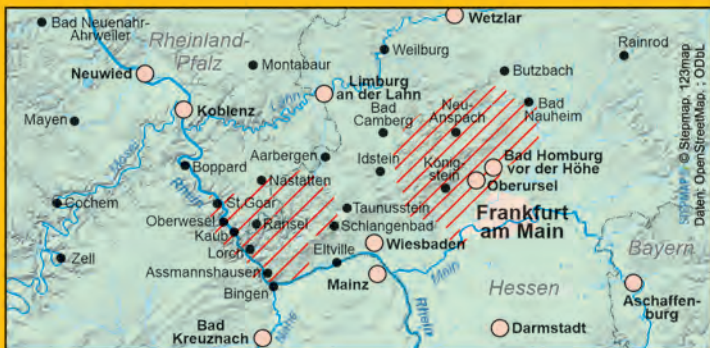 Bad Neuenahr-
Ahrweiler
Rheinland-
Pfalz
Wetzlar
Weilburg
Rainrod
Neuwied
Montabaur
Butzbach
Limburg
an der Lahn
Lahn
Koblenz
Mayen
Bad
Camberg
Neu-
Anspach
Bad
Nauheim
Mosel
Aarbergen
Idstein
König-
stein
Bad Homburg
vor der Höhe
Boppard
Rhein
Nastätten
Oberursel
Cochem
St.Goar
Taunusstein
Frankfurt
am Main
Oberwesel
Ransel
Schlangenbad
Kaub
Wiesbaden
Lorch
Eltville
Zell
Bayern
Assmannshausen
Mainz
Main
Bingen
Rhein
Hessen
Aschaffen-
burg
Bad
Kreuznach
Nahe
Darmstadt
© Stepmap, 123map
Daten: OpenStreetMap, ; ODbL